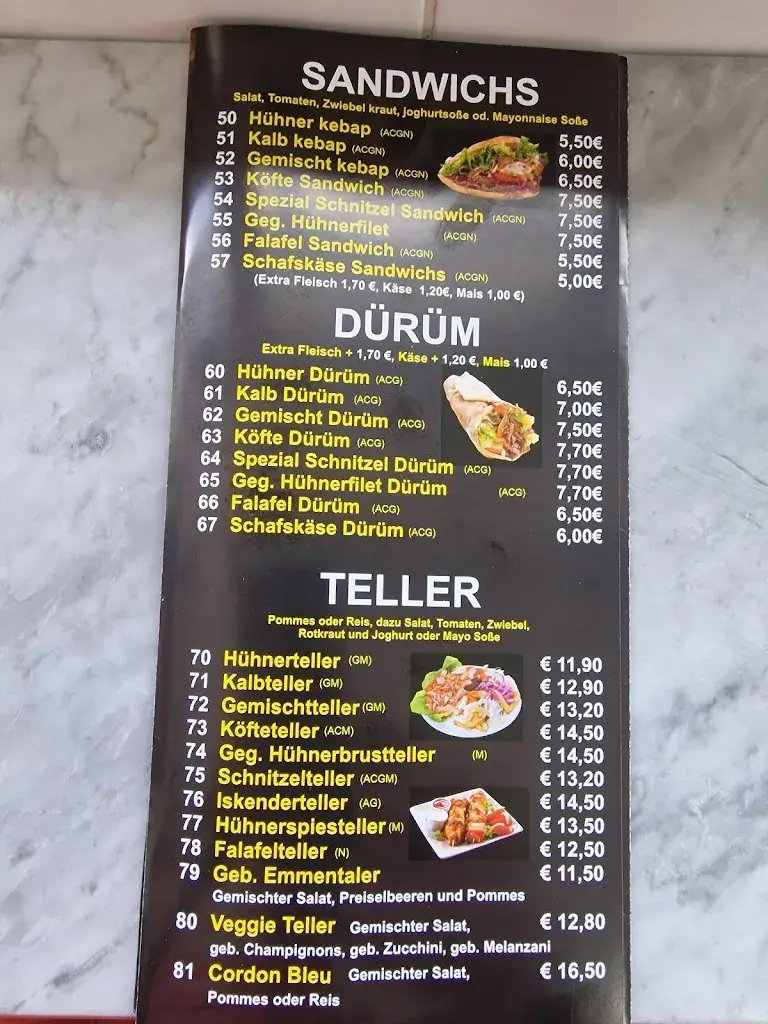 SANDWICHS
Salat, Tomaten, Zwiebel kraut, joghurtsoße od. Mayonnaise Soße
50 Hühner kebap (ACGN) 5,50€
51 Kalb kebap (ACGN) 6,00€
52 Gemischt kebap (ACGN) 6,50€
53 Köfte Sandwich (ACGN) 7,50€
54 Spezial Schnitzel Sandwich (ACGN) 7,50€
55 Geg. Hühnerfilet (ACGN) 7,50€
56 Falafel Sandwich (ACGN) 5,50€
57 Schafskäse Sandwichs (ACGN) 5,00€
(Extra Fleisch 1,70 €, Käse 1,20€, Mais 1,00 €)
DÜRÜM
Extra Fleisch + 1,70 €, Käse + 1,20 €, Mais 1,00 €
60 Hühner Dürüm (ACG) 6,50€
61 Kalb Dürüm (ACG) 7,00€
62 Gemischt Dürüm (ACG) 7,50€
63 Köfte Dürüm (ACG) 7,70€
64 Spezial Schnitzel Dürüm (ACG) 7,70€
65 Geg. Hühnerfilet Dürüm (ACG) 7,70€
66 Falafel Dürüm (ACG) 6,50€
67 Schafskäse Dürüm (ACG) 6,00€
TELLER
Pommes oder Reis, dazu Salat, Tomaten, Zwiebel,
Rotkraut und Joghurt oder Mayo Soße
70 Hühnerteller (GM) € 11,90
71 Kalbteller (GM) € 12,90
72 Gemischtteller (GM) € 13,20
73 Köfteteller (ACM) € 14,50
74 Geg. Hühnerbrustteller (M) € 14,50
75 Schnitzelteller (ACGM) € 13,20
76 Iskenderteller (AG) € 14,50
77 Hühnerspiesteller (M) € 13,50
78 Falafelteller (N) € 12,50
79 Geb. Emmentaler € 11,50
Gemischter Salat, Preiselbeeren und Pommes
80 Veggie Teller Gemischter Salat, € 12,80
geb. Champignons, geb. Zucchini, geb. Melanzani
81 Cordon Bleu Gemischter Salat, € 16,50
Pommes oder Reis